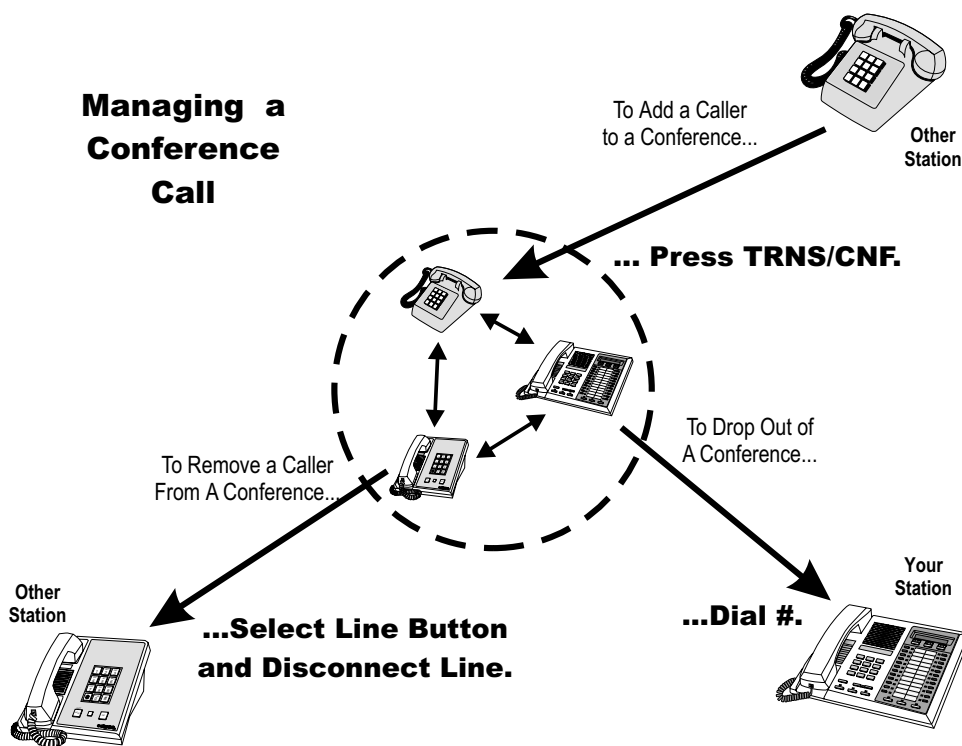 Managing a
Conference
Call
To Add a Caller
to a Conference...
Other
Station
... Press TRNS/CNF.
To Drop Out of
A Conference...
To Remove a Caller
From A Conference...
Your
Station
Other
Station
...Dial #.
...Select Line Button
and Disconnect Line.